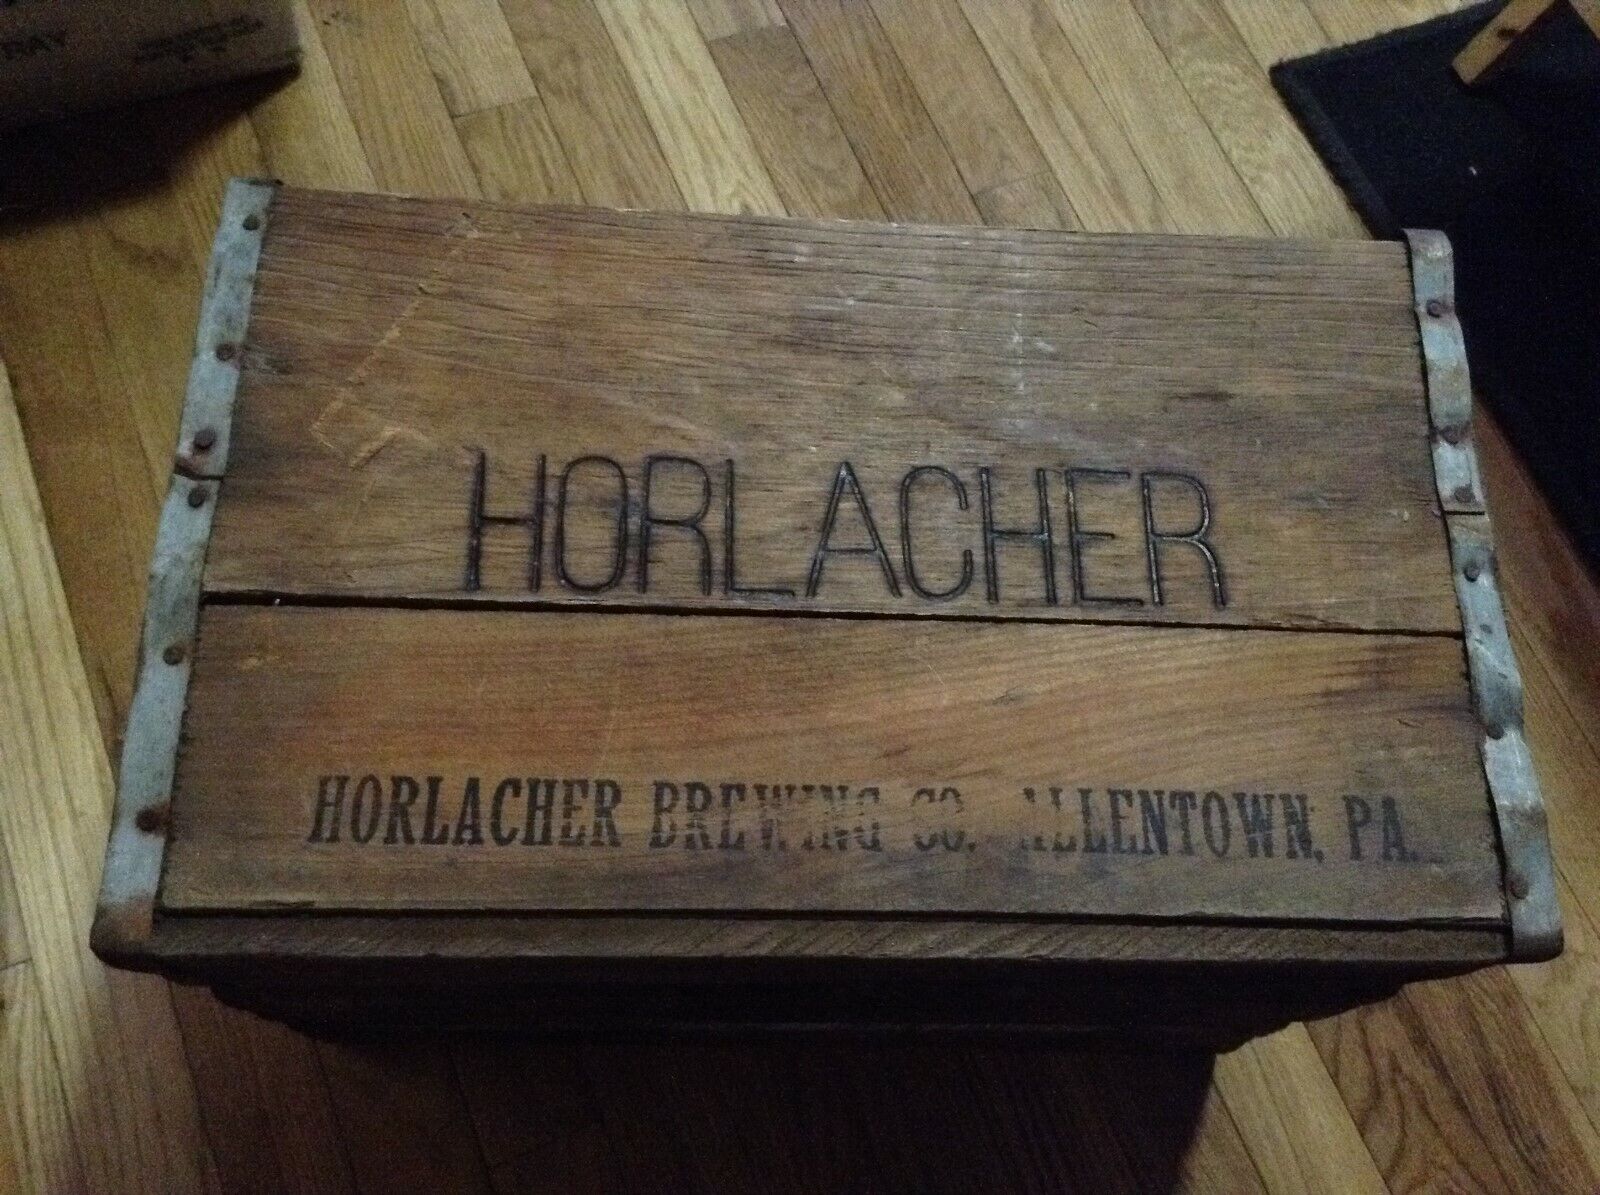 HORLACHER
HORLACHER BREWING CO. ALLENTOWN, PA.